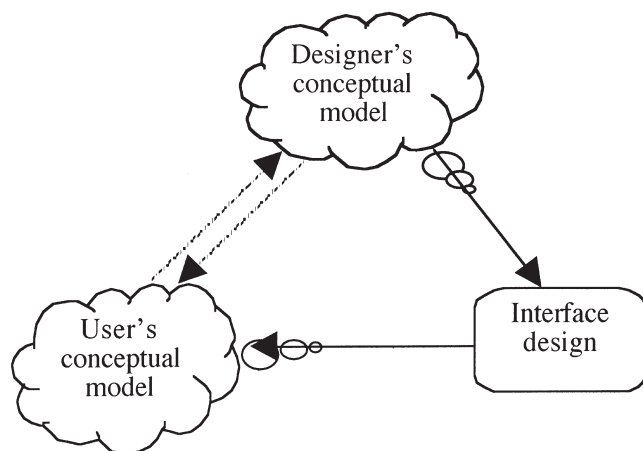 Designer's
conceptual
model
User's
conceptual
model
Interface
design